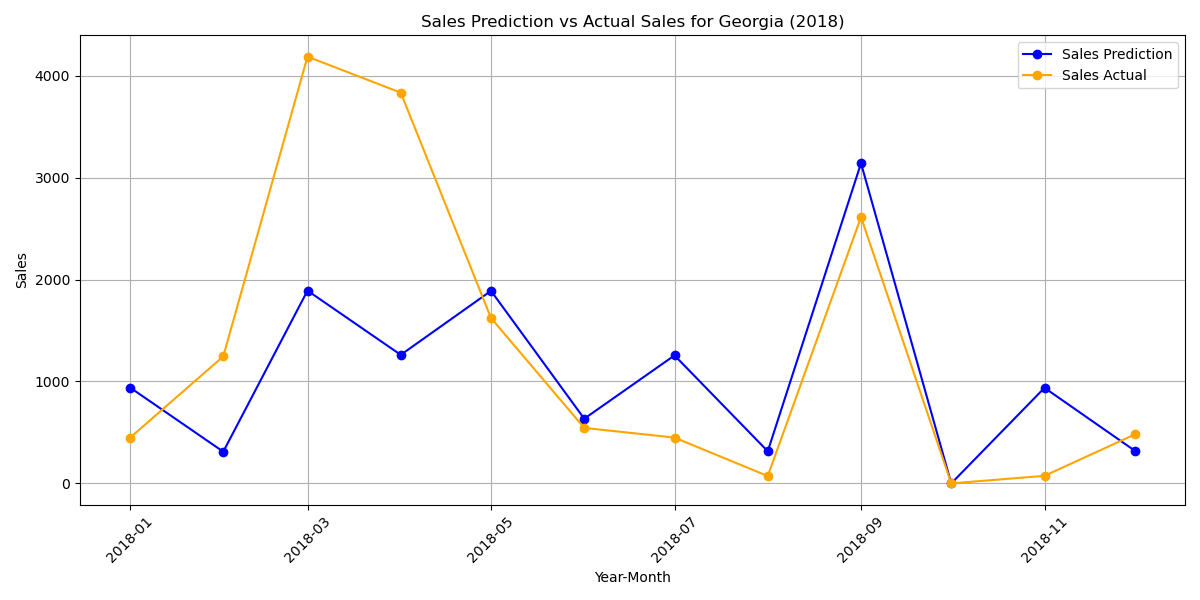 Sales Prediction vs Actual Sales for Georgia (2018)
Sales Prediction
Sales Actual
4000
3000
2000
1000
0
Sales
2018-01
2018-03
2018-05
2018-07
2018-09
2018-11
Year-Month